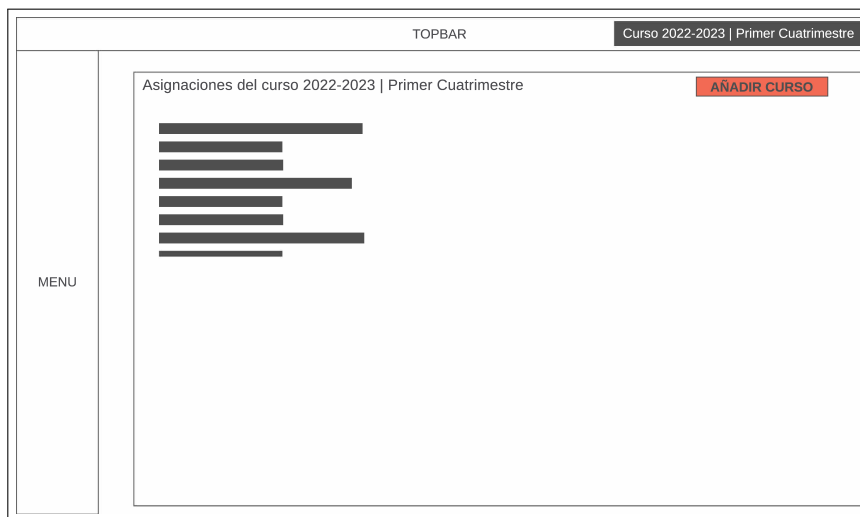 TOPBAR
Curso 2022-2023 | Primer Cuatrimestre
Asignaciones del curso 2022-2023 | Primer Cuatrimestre
AÑADIR CURSO
MENU